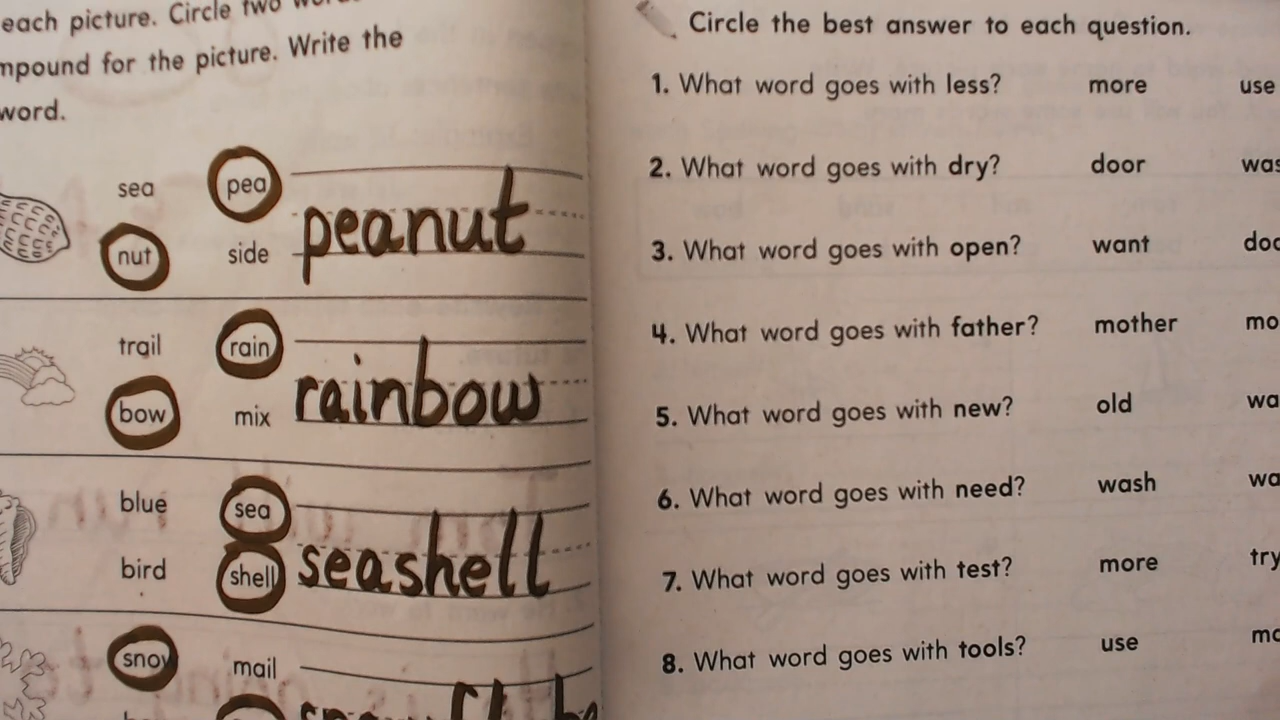 each picture. Circle two
for the picture. Write the
word.
sea pea
nut side
peanut
trail rain
bow mix
rainbow
blue sea
bird shell
seashell
snow mail
Circle the best answer to each question.
1. What word goes with less? more use
2. What word goes with dry? door
3. What word goes with open? want
4. What word goes with father? mother
5. What word goes with new? old
6. What word goes with need? wash
7. What word goes with test? more try
8. What word goes with tools? use